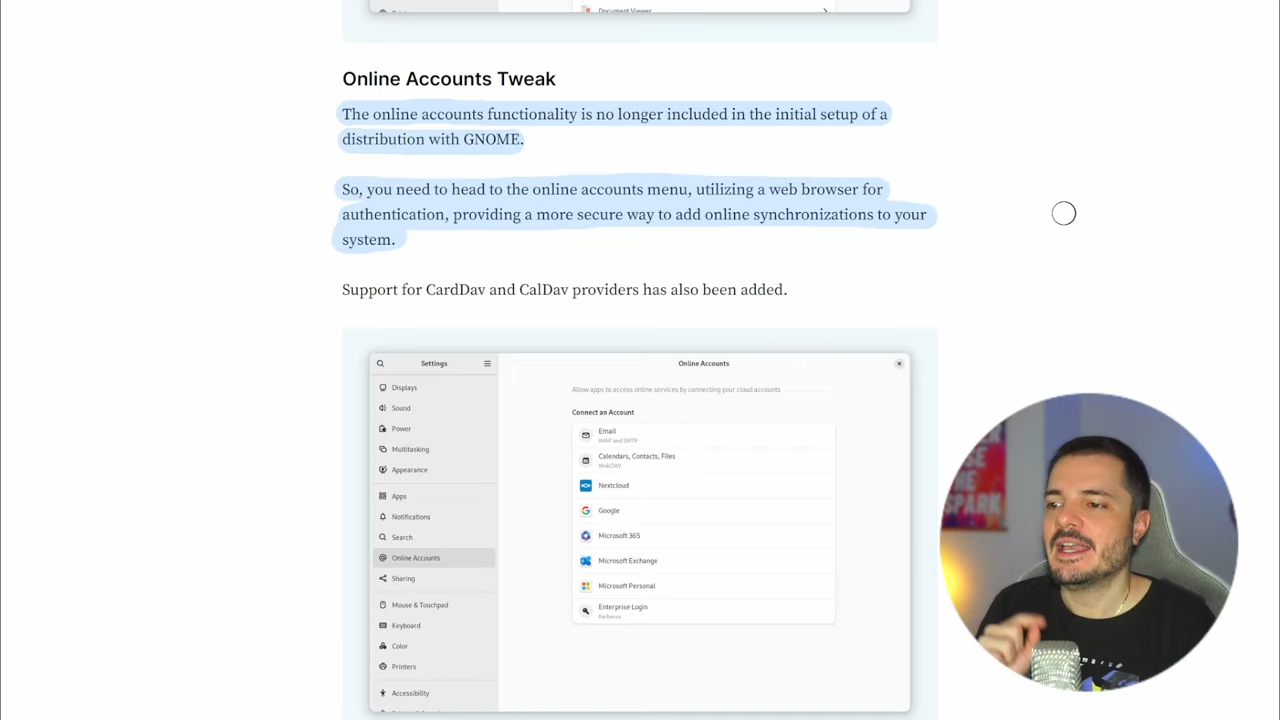 Document Viewer
Online Accounts Tweak
The online accounts functionality is no longer included in the initial setup of a
distribution with GNOME.
So, you need to head to the online accounts menu, utilizing a web browser for
authentication, providing a more secure way to add online synchronizations to your
system.
Support for CardDav and CalDav providers has also been added.
Settings
Online Accounts
Displays
Sound
Power
Multitasking
Appearance
Apps
Notifications
Search
Online Accounts
Sharing
Mouse & Touchpad
Keyboard
Color
Printers
Accessibility
Allow apps to access online services by connecting your cloud accounts
Connect an Account
Email
IMAP and SMTP
Calendars, Contacts, Files
WebDAV
Nextcloud
Google
Microsoft 365
Microsoft Exchange
Microsoft Personal
Enterprise Login
Kerberos
SPARK